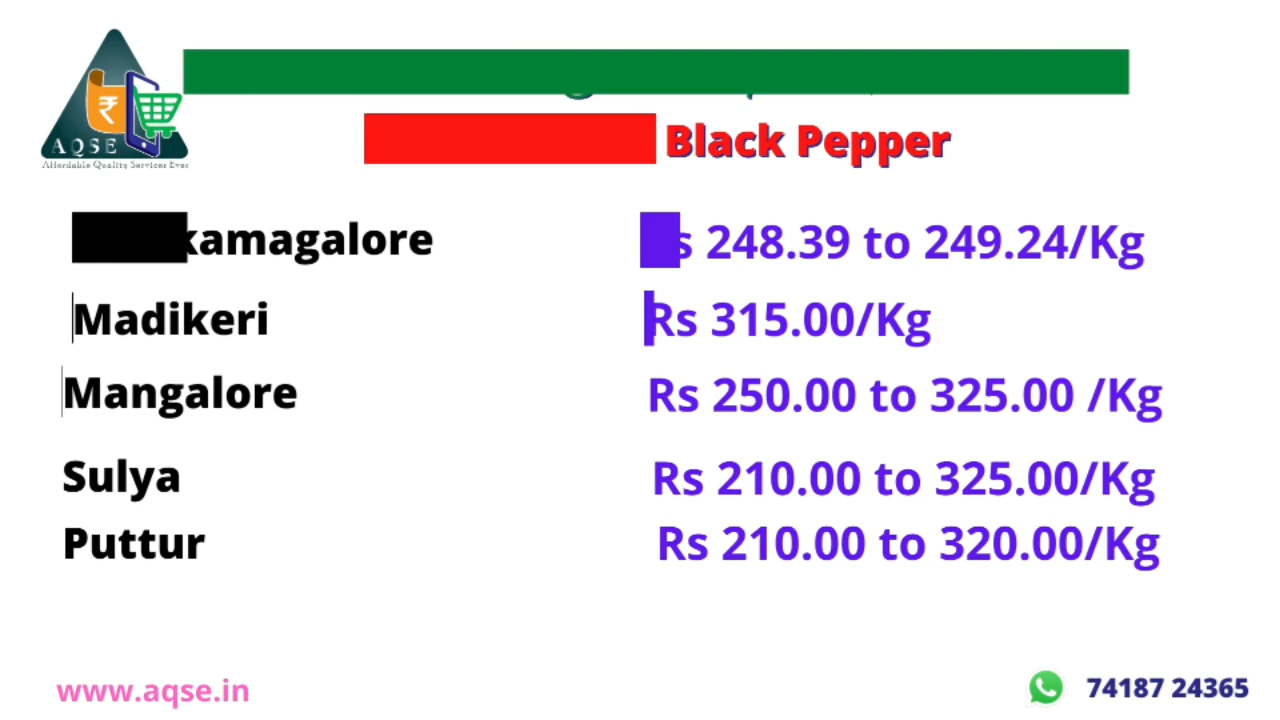 AQSE
Affordable Quality Services Ever
Black Pepper
kamagalore
Rs 248.39 to 249.24/Kg
Madikeri
Rs 315.00/Kg
Mangalore
Rs 250.00 to 325.00 /Kg
Sulya
Rs 210.00 to 325.00/Kg
Puttur
Rs 210.00 to 320.00/Kg
www.aqse.in
74187 24365